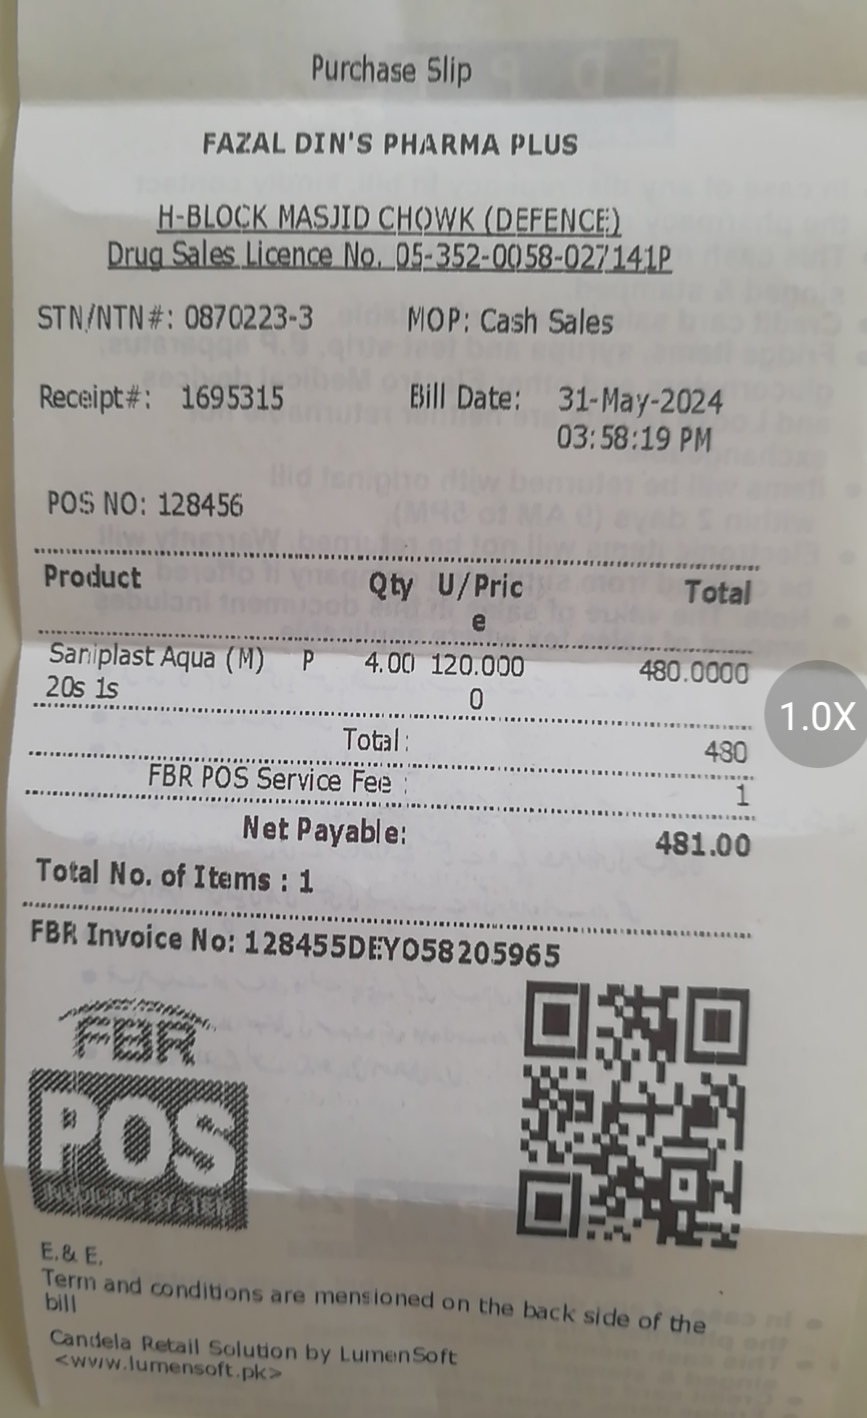 Purchase Slip
FAZAL DIN'S PHARMA PLUS
H-BLOCK MASJID CHOWK (DEFENCE)
Drug Sales Licence No. 05-352-0058-027141P
STN/NTN#: 0870223-3 MOP: Cash Sales
Receipt#: 1695315 Bill Date: 31-May-2024
03:58:19 PM
POS NO: 128456
Product Qty U/Pric Total
e
Saniplast Aqua (M) P 4.00 120.000 480.0000
20s 1s 0
Total: 480
FBR POS Service Fee : 1
Net Payable: 481.00
Total No. of Items : 1
FBR Invoice No: 128455DEYO58205965
FBR
POS
INVOICING SYSTEM
E.& E.
Term and conditions are mensioned on the back side of the
bill
Candela Retail Solution by LumenSoft
<www.lumensoft.pk>
1.0X